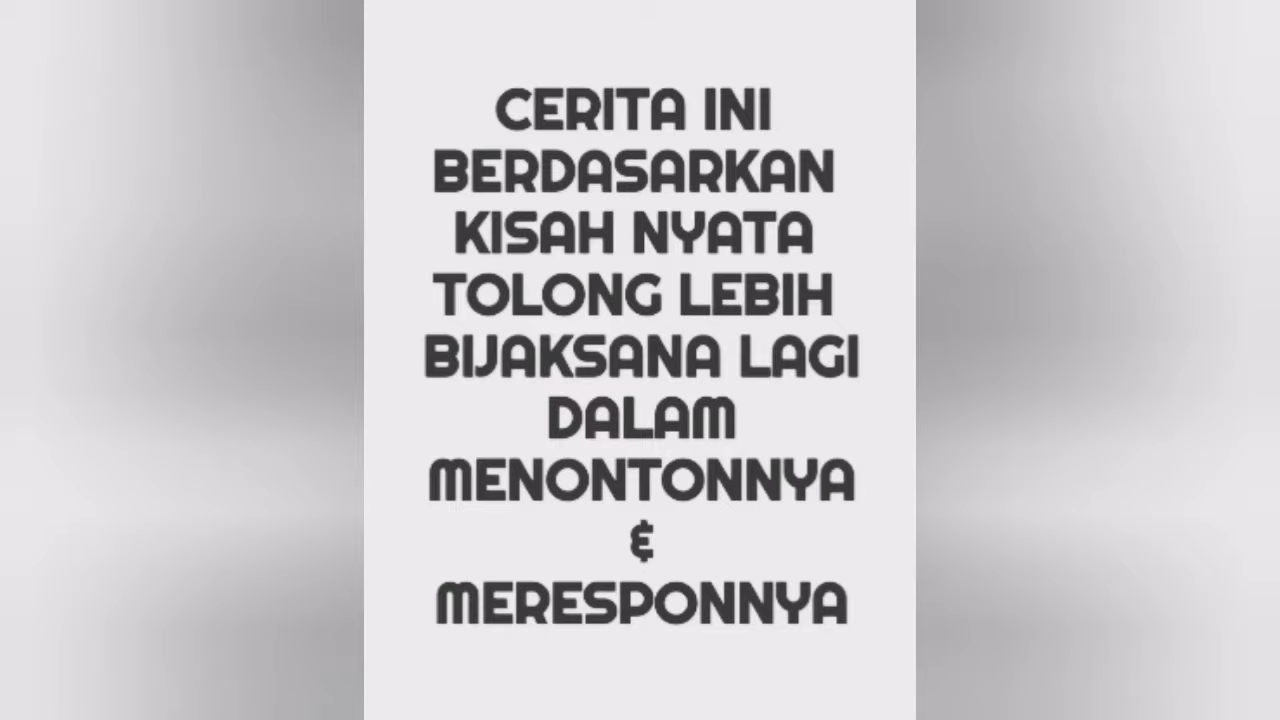 CERITA INI
BERDASARKAN
KISAH NYATA
TOLONG LEBIH
BIJAKSANA LAGI
DALAM
MENONTONNYA
&
MERESPONNYA